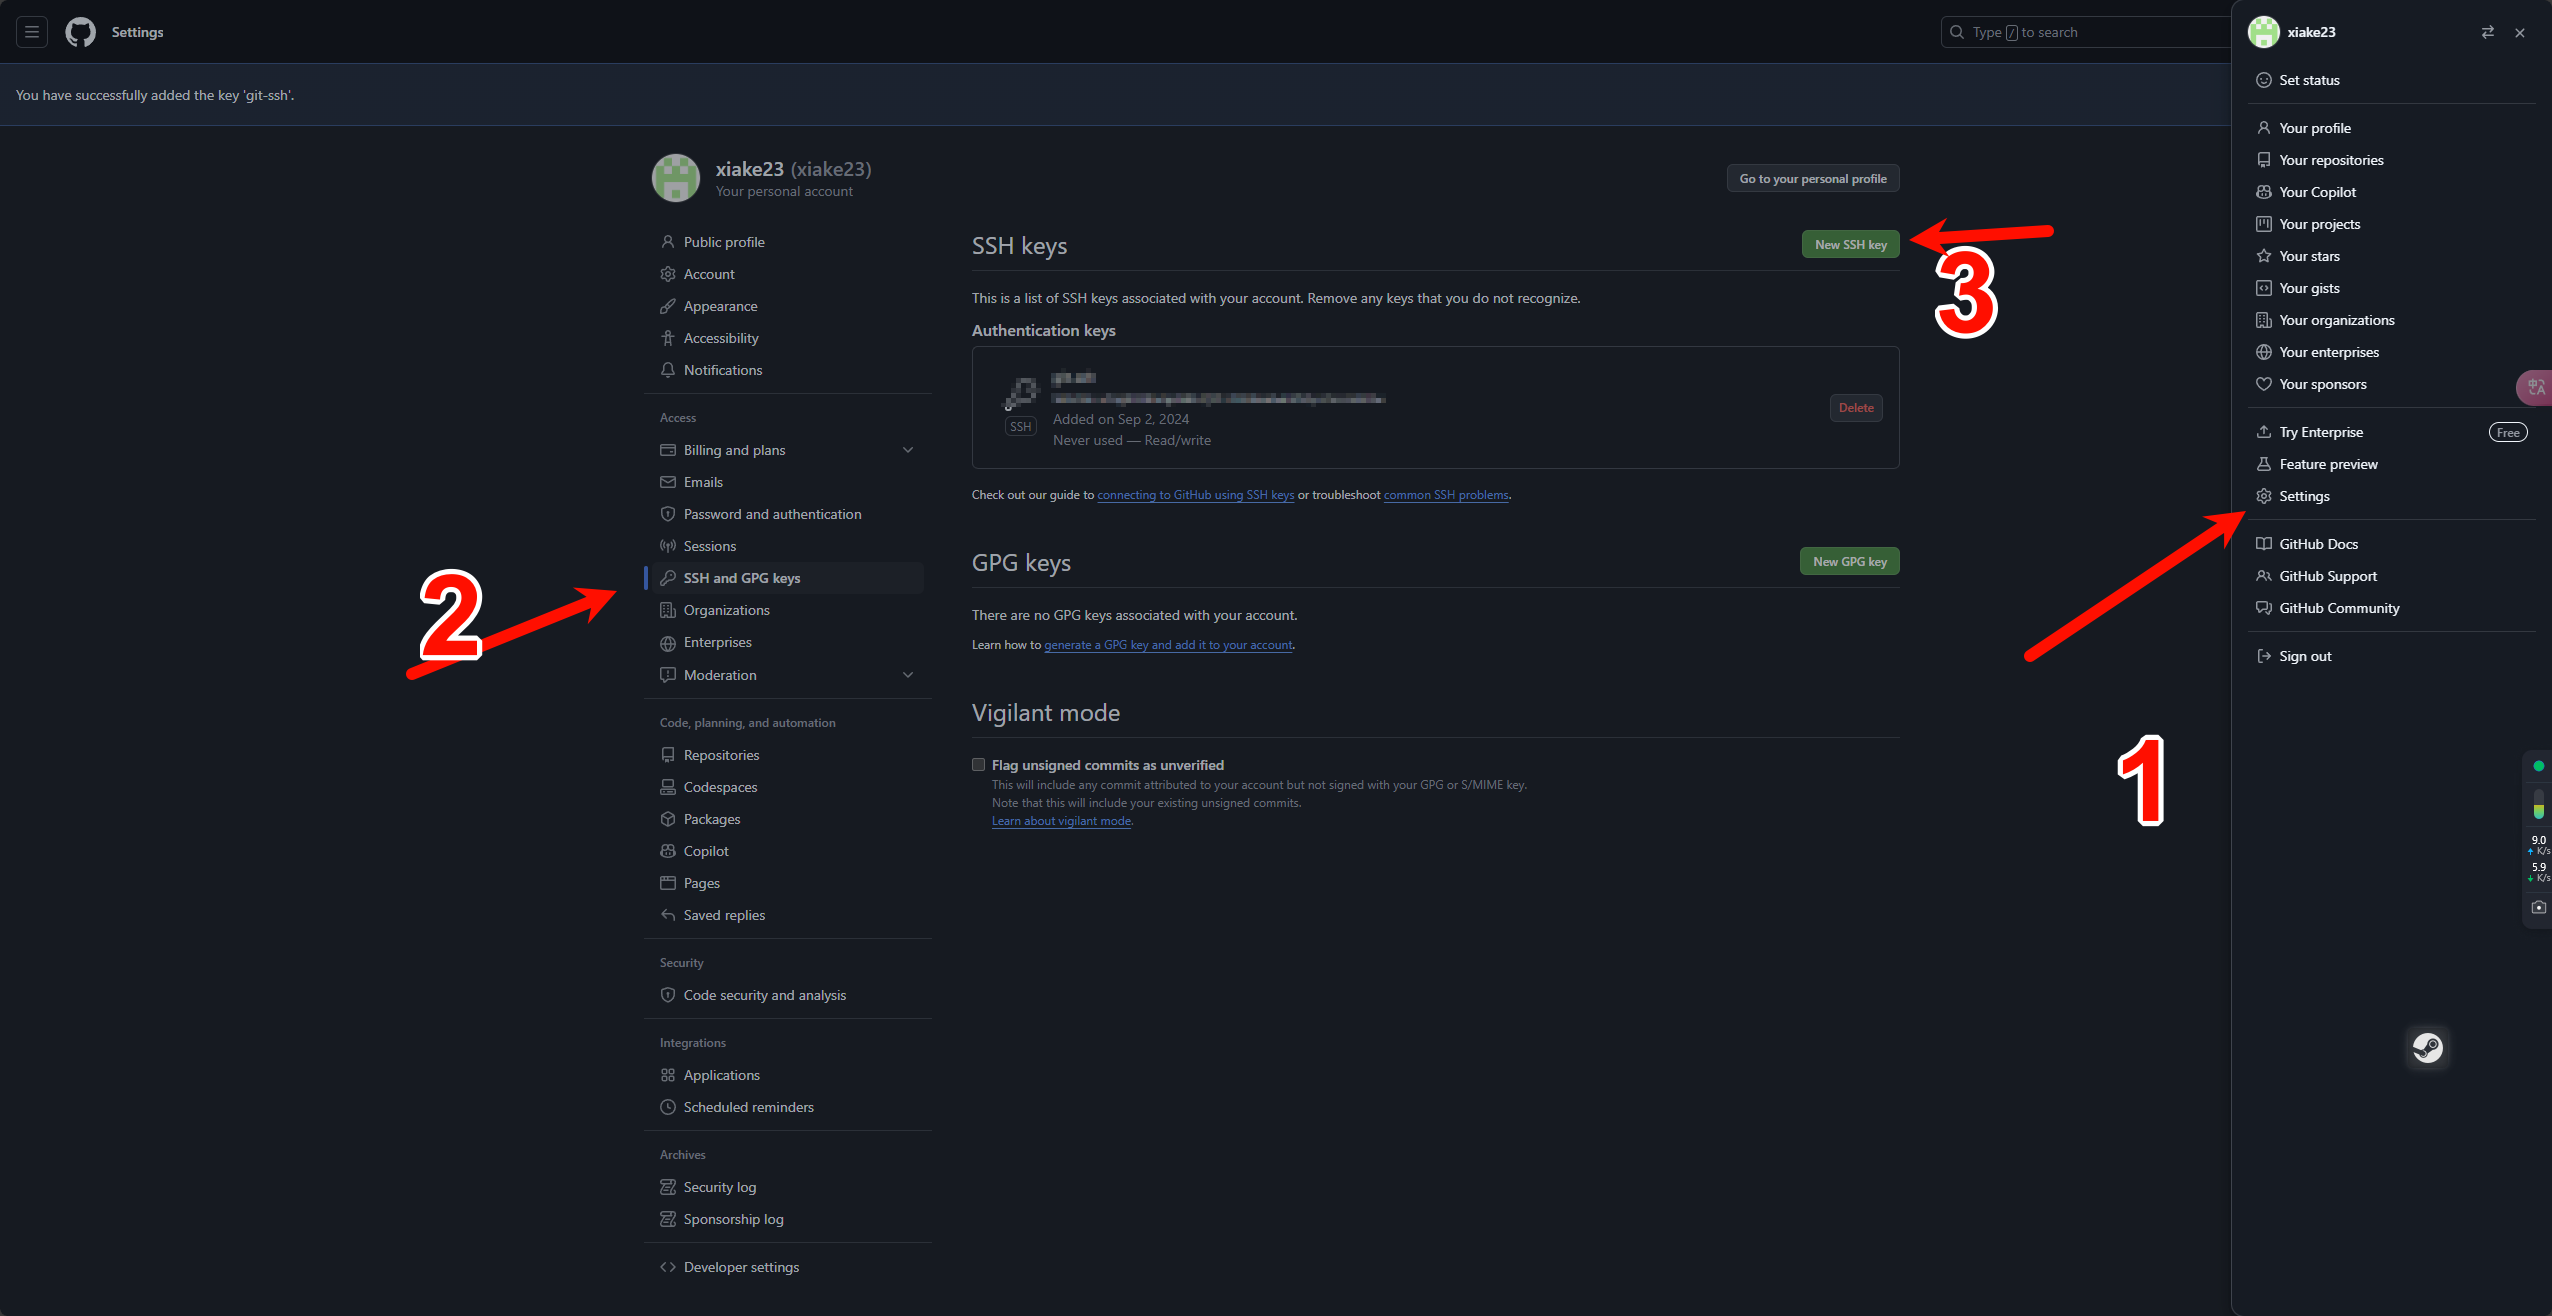 Settings
Type / to search
You have successfully added the key 'git-ssh'.
xiake23 (xiake23)
Your personal account
Go to your personal profile
Public profile
Account
Appearance
Accessibility
Notifications
Access
Billing and plans
Emails
Password and authentication
Sessions
SSH and GPG keys
Organizations
Enterprises
Moderation
Code, planning, and automation
Repositories
Codespaces
Packages
Copilot
Pages
Saved replies
Security
Code security and analysis
Integrations
Applications
Scheduled reminders
Archives
Security log
Sponsorship log
Developer settings
2
SSH keys
New SSH key
3
This is a list of SSH keys associated with your account. Remove any keys that you do not recognize.
Authentication keys
SSH
Added on Sep 2, 2024
Never used — Read/write
Delete
Check out our guide to connecting to GitHub using SSH keys or troubleshoot common SSH problems.
GPG keys
New GPG key
There are no GPG keys associated with your account.
Learn how to generate a GPG key and add it to your account.
Vigilant mode
Flag unsigned commits as unverified
This will include any commit attributed to your account but not signed with your GPG or S/MIME key.
Note that this will include your existing unsigned commits.
Learn about vigilant mode.
1
xiake23
Set status
Your profile
Your repositories
Your Copilot
Your projects
Your stars
Your gists
Your organizations
Your enterprises
Your sponsors
Try Enterprise
Free
Feature preview
Settings
GitHub Docs
GitHub Support
GitHub Community
Sign out
中A
9.0
K/s
5.9
K/s